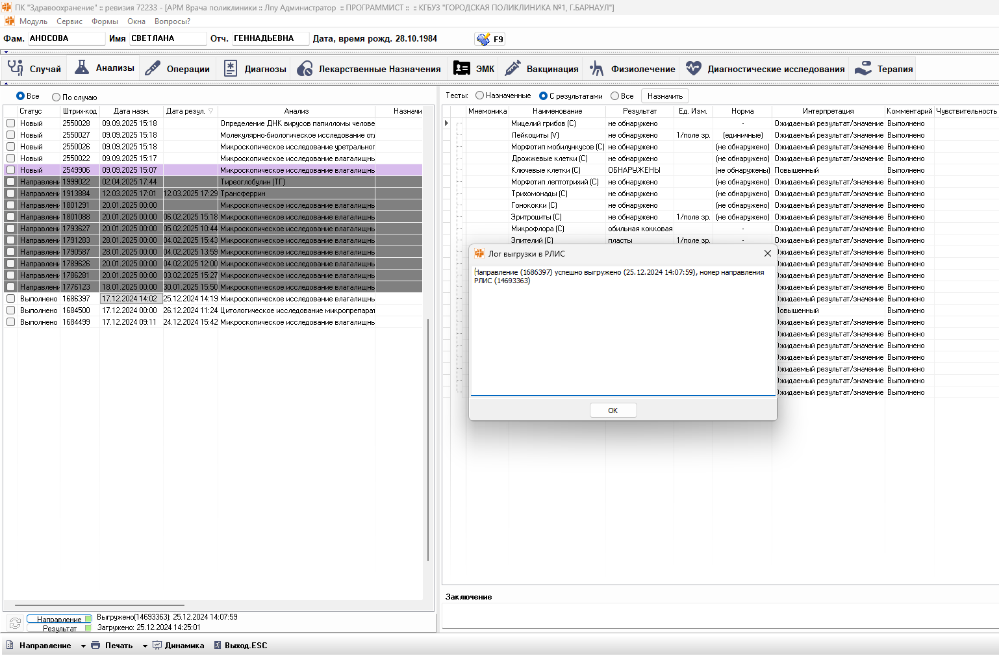 ПК "Здравоохранение" :: ревизия 72233 - [АРМ Врача поликлиники :: Лпу Администратор :: ПРОГРАММИСТ :: :: КГБУЗ "ГОРОДСКАЯ ПОЛИКЛИНИКА №1, Г.БАРНАУЛ"]
Модуль Сервис Формы Окна Вопросы?
Фам. АНОСОВА Имя СВЕТЛАНА Отч. ГЕННАДЬЕВНА Дата, время рожд. 28.10.1984 F9
Случай Анализы Операции Диагнозы Лекарственные Назначения ЭМК Вакцинация Физиолечение Диагностические исследования Терапия
Все По случаю
Статус Штрих-код Дата назн. Дата резул. Анализ Назначи
Новый 2550028 09.09.2025 15:18 Определение ДНК вирусов папилломы челове
Новый 2550027 09.09.2025 15:18 Молекулярно-биологическое исследование отд
Новый 2550026 09.09.2025 15:18 Микроскопическое исследование уретральног
Новый 2550022 09.09.2025 15:17 Микроскопическое исследование влагалищнь
Новый 2549906 09.09.2025 15:07 Микроскопическое исследование влагалищнь
Направлени 1999022 02.04.2025 17:44 Тиреоглобулин (ТГ)
Направлени 1913884 12.03.2025 17:01 12.03.2025 17:29 Трансферрин
Направлени 1801291 20.01.2025 00:00 Микроскопическое исследование влагалищнь
Направлени 1801088 20.01.2025 00:00 06.02.2025 15:18 Микроскопическое исследование влагалищнь
Направлени 1793627 20.01.2025 00:00 05.02.2025 10:44 Микроскопическое исследование влагалищнь
Направлени 1791283 28.01.2025 00:00 04.02.2025 15:43 Микроскопическое исследование влагалищнь
Направлени 1790587 28.01.2025 00:00 04.02.2025 13:59 Микроскопическое исследование влагалищнь
Направлени 1789626 20.01.2025 00:00 04.02.2025 12:00 Микроскопическое исследование влагалищнь
Направлени 1786281 20.01.2025 00:00 03.02.2025 15:27 Микроскопическое исследование влагалищнь
Направлени 1776123 18.01.2025 00:00 30.01.2025 15:50 Микроскопическое исследование влагалищнь
Выполнено 1686397 17.12.2024 14:02 25.12.2024 14:19 Микроскопическое исследование влагалищнь
Выполнено 1684500 17.12.2024 00:00 26.12.2024 11:24 Цитологическое исследование микропрепарат
Выполнено 1684499 17.12.2024 09:11 24.12.2024 15:42 Микроскопическое исследование влагалищнь
Тесты: Назначенные С результатами Все Назначить
Мнемоника Наименование Результат Ед. Изм. Норма Интерпретация Комментарий Чувствительность
Мицелий грибов (С) не обнаружено - Ожидаемый результат/значение Выполнено
Лейкоциты (V) не обнаружено 1/поле зр. (единичные) Ожидаемый результат/значение Выполнено
Морфотип мобилункусов (С) не обнаружено (не обнаружено) Ожидаемый результат/значение Выполнено
Дрожжевые клетки (С) не обнаружено (не обнаружено) Ожидаемый результат/значение Выполнено
Ключевые клетки (С) ОБНАРУЖЕНЫ (не обнаружены) Повышенный Выполнено
Морфотип лептотрихий (С) не обнаружено (не обнаружено) Ожидаемый результат/значение Выполнено
Трихомонады (С) не обнаружено (не обнаружено) Ожидаемый результат/значение Выполнено
Гонококки (С) не обнаружено (не обнаружено) Ожидаемый результат/значение Выполнено
Эритроциты (С) не обнаружено 1/поле зр. (не обнаружено) Ожидаемый результат/значение Выполнено
Микрофлора (С) обильная кокковая - Ожидаемый результат/значение Выполнено
Эпителий (С) пласты 1/поле зр. - Ожидаемый результат/значение Выполнено
Ожидаемый результат/значение Выполнено
Ожидаемый результат/значение Выполнено
Ожидаемый результат/значение Выполнено
Ожидаемый результат/значение Выполнено
Ожидаемый результат/значение Выполнено
Повышенный Выполнено
Ожидаемый результат/значение Выполнено
Ожидаемый результат/значение Выполнено
Ожидаемый результат/значение Выполнено
Ожидаемый результат/значение Выполнено
Ожидаемый результат/значение Выполнено
Ожидаемый результат/значение Выполнено
Ожидаемый результат/значение Выполнено
Лог выгрузки в РЛИС
Направление (1686397) успешно выгружено (25.12.2024 14:07:59), номер направления
РЛИС (14693363)
ОК
Заключение
Направление Выгружено(14693363): 25.12.2024 14:07:59
Результат Загружено: 25.12.2024 14:25:01
Направление Печать Динамика Выход.ESC